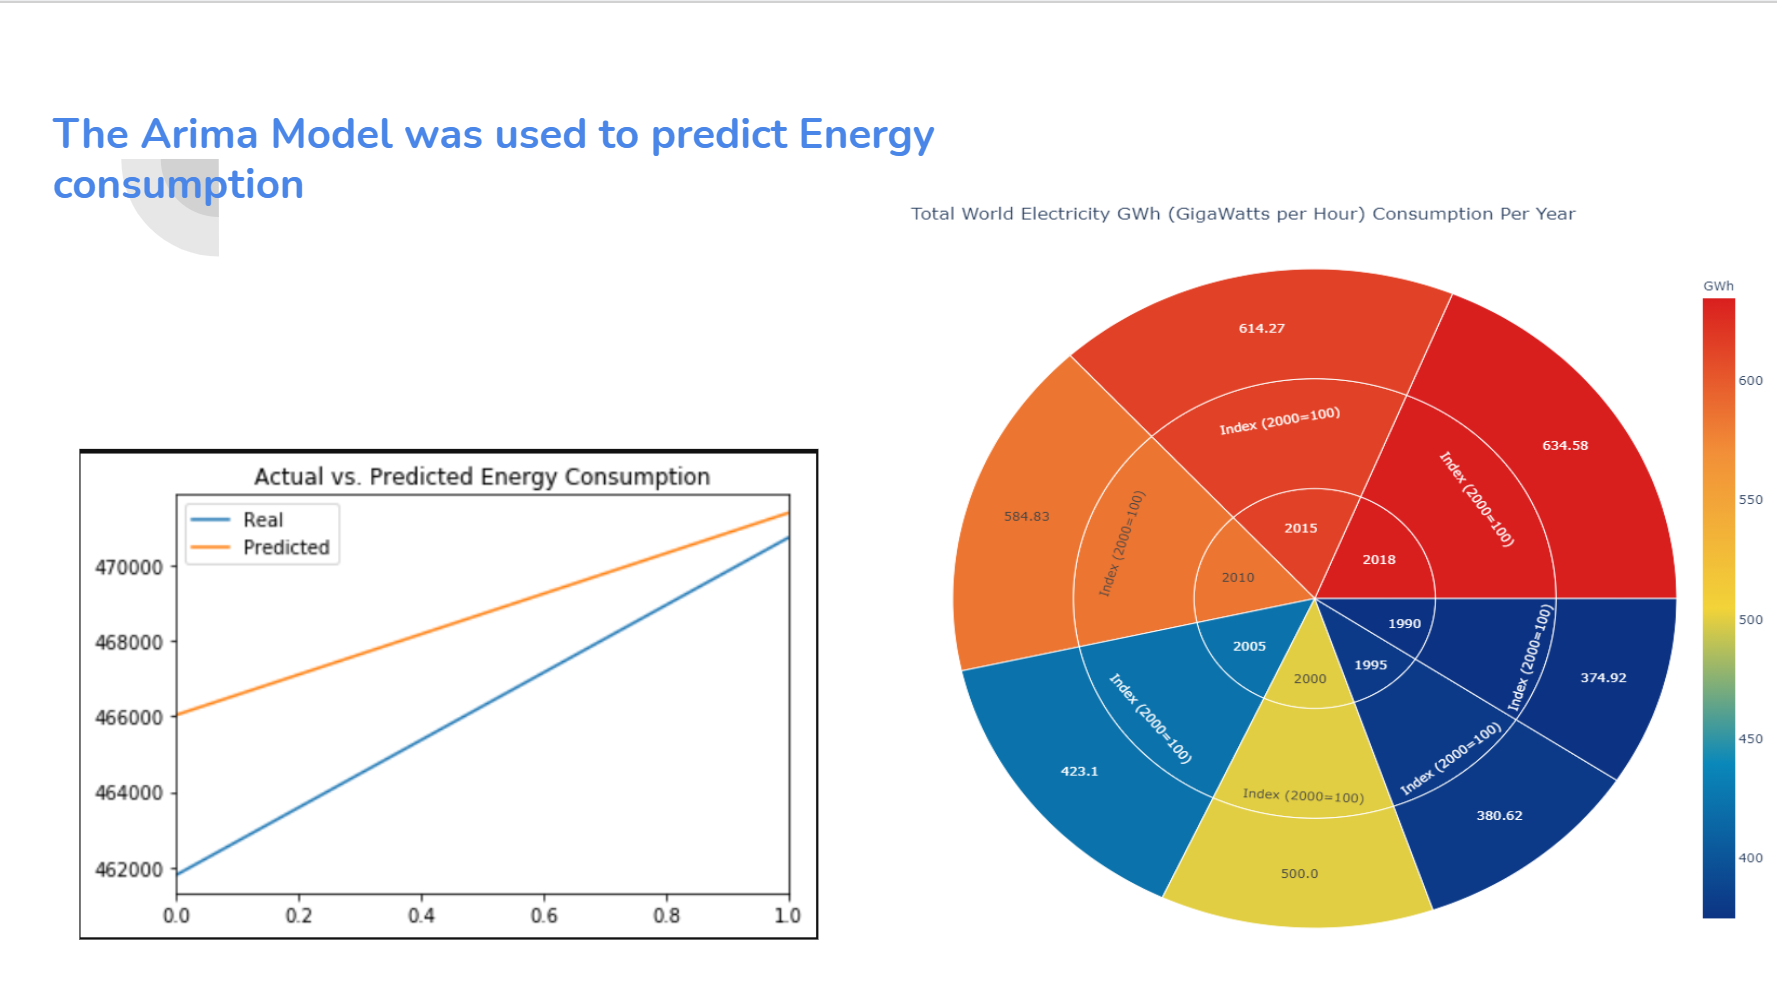 The Arima Model was used to predict Energy
consumption
Total World Electricity GWh (GigaWatts per Hour) Consumption Per Year
Actual vs. Predicted Energy Consumption
Real
Predicted
470000
468000
466000
464000
462000
0.0 0.2 0.4 0.6 0.8 1.0
614.27
Index (2000=100)
2015
634.58
Index (2000=100)
2018
584.83
Index (2000=100)
2010
423.1
Index (2000=100)
2005
500.0
Index (2000=100)
2000
380.62
Index (2000=100)
1995
374.92
Index (2000=100)
1990
GWh
600
550
500
450
400